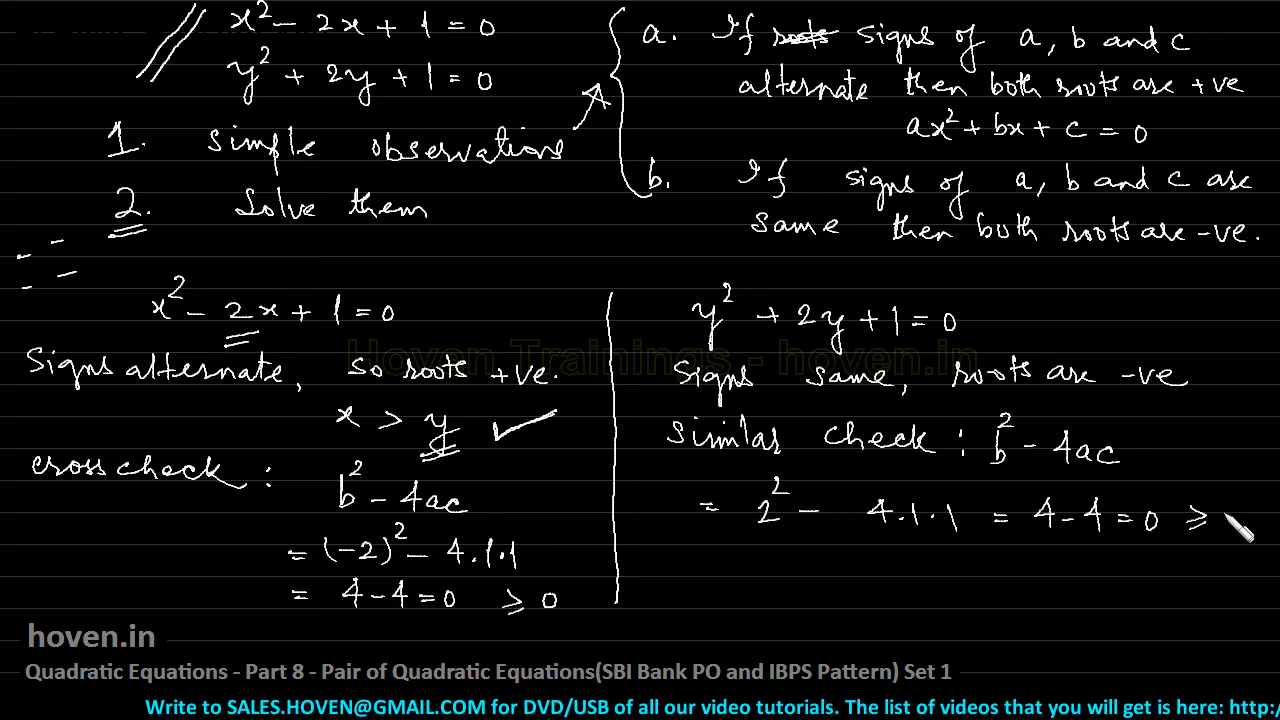 x² - 2x + 1 = 0
y² + 2y + 1 = 0
1. Simple observations
2. Solve them
a. If roots signs of a, b and c
alternate then both roots are +ve
ax² + bx + c = 0
b. If signs of a, b and c are
same then both roots are -ve.
x² - 2x + 1 = 0
Signs alternate, so roots +ve.
x > y
cross check :
b² - 4ac
= (-2)² - 4.1.1
= 4 - 4 = 0 ≥ 0
y² + 2y + 1 = 0
Signs same, roots are -ve
Similar check : b² - 4ac
= 2² - 4.1.1 = 4 - 4 = 0 ≥
Hoven Trainings - hoven.in
hoven.in
Quadratic Equations - Part 8 - Pair of Quadratic Equations(SBI Bank PO and IBPS Pattern) Set 1
Write to SALES.HOVEN@GMAIL.COM for DVD/USB of all our video tutorials. The list of videos that you will get is here: http:/